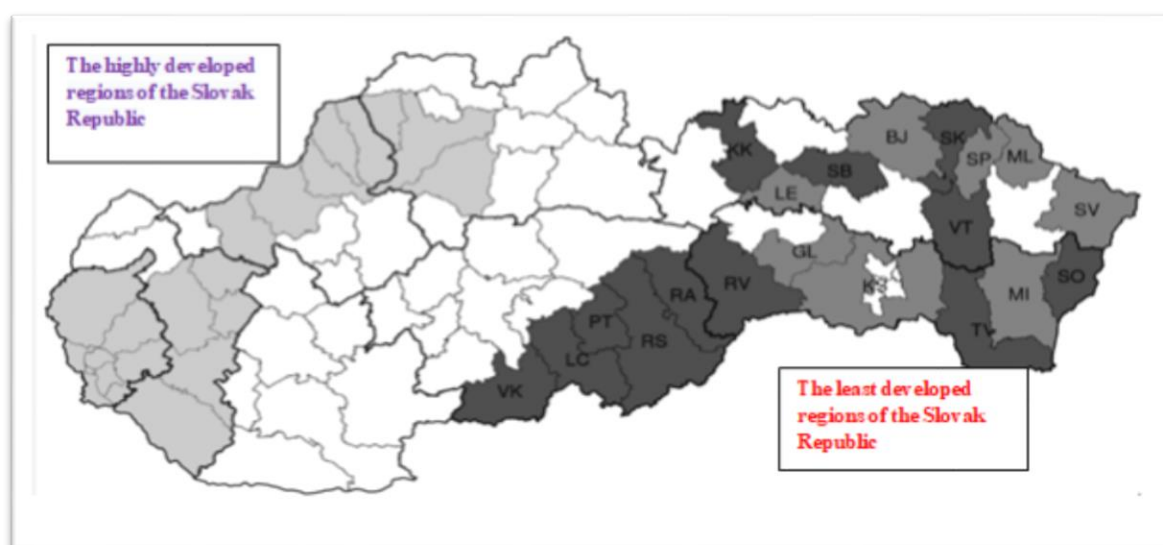 The highly developed
regions of the Slovak
Republic
BJ
SK
SP
ML
KK
SB
LE
SV
VT
GL
SO
RA
RV
KS
MI
PT
RS
TV
LC
VK
The least developed
regions of the Slovak
Republic